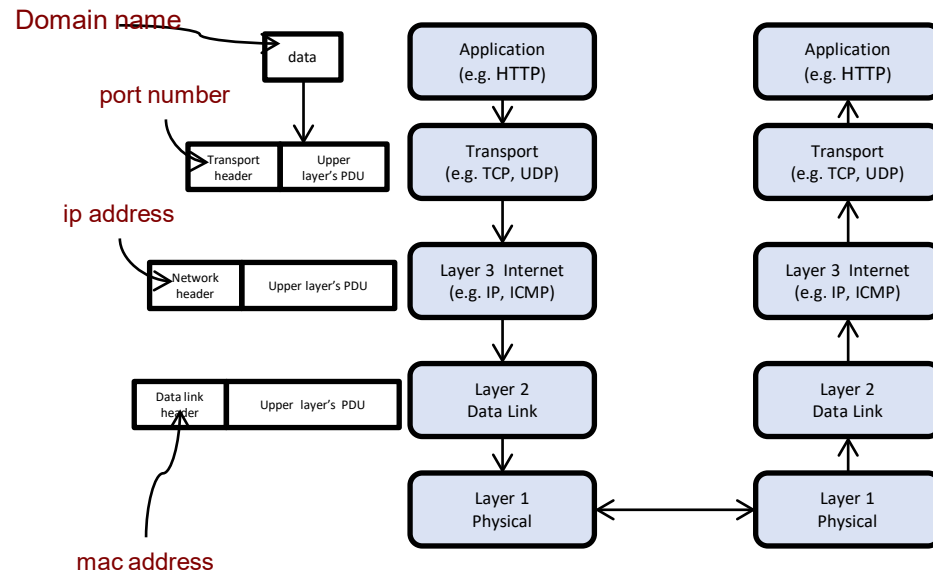 Domain name
data
Application
(e.g. HTTP)
Application
(e.g. HTTP)
port number
Transport
header
Upper
layer’s PDU
Transport
(e.g. TCP, UDP)
Transport
(e.g. TCP, UDP)
ip address
Network
header
Upper layer’s PDU
Layer 3 Internet
(e.g. IP, ICMP)
Layer 3 Internet
(e.g. IP, ICMP)
Data link
header
Upper layer’s PDU
Layer 2
Data Link
Layer 2
Data Link
Layer 1
Physical
Layer 1
Physical
mac address